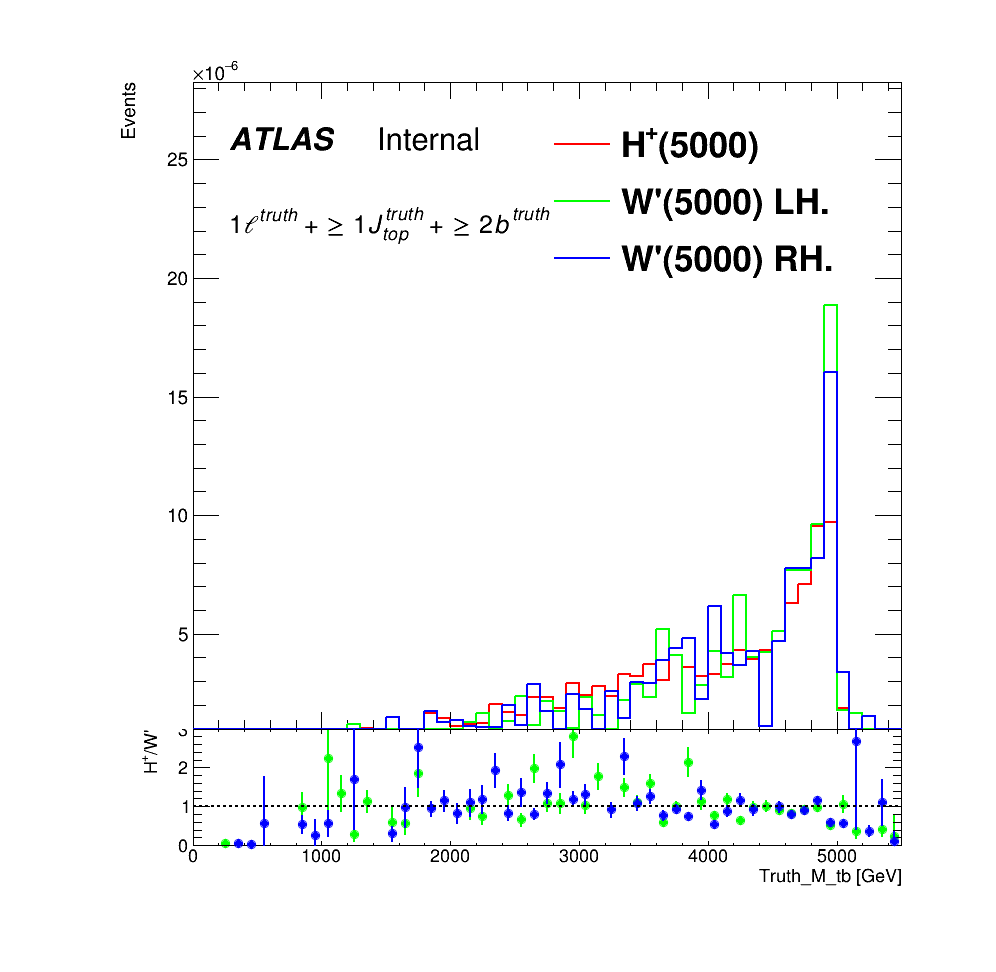 ×10⁻⁶
Events
ATLAS Internal
1ℓ^truth + ≥ 1J_top^truth + ≥ 2b^truth
H⁺(5000)
W'(5000) LH.
W'(5000) RH.
25
20
15
10
5
H⁺/W'
3
2
1
0
0 1000 2000 3000 4000 5000
Truth_M_tb [GeV]